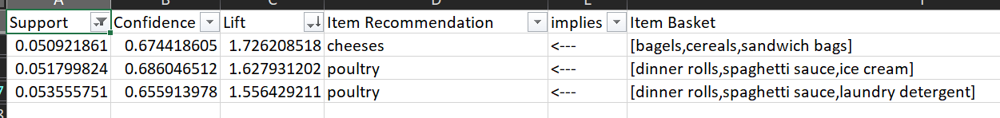 Support Confidence Lift Item Recommendation implies Item Basket
0.050921861 0.674418605 1.726208518 cheeses <--- [bagels,cereals,sandwich bags]
0.051799824 0.686046512 1.627931202 poultry <--- [dinner rolls,spaghetti sauce,ice cream]
0.053555751 0.655913978 1.556429211 poultry <--- [dinner rolls,spaghetti sauce,laundry detergent]